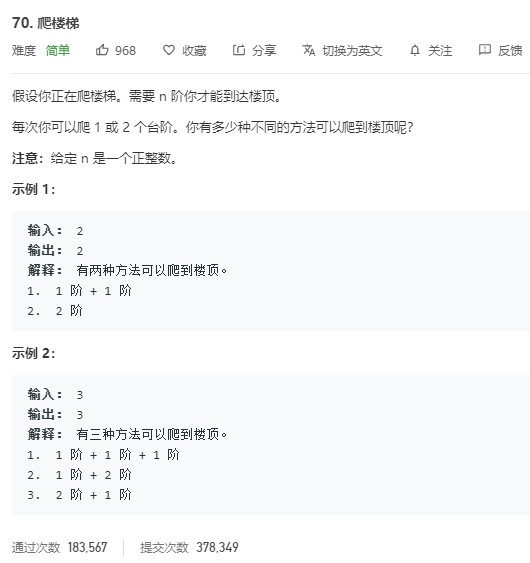 70. 爬楼梯
难度 简单 968 收藏 分享 切换为英文 关注 反馈
假设你正在爬楼梯。需要 n 阶你才能到达楼顶。
每次你可以爬 1 或 2 个台阶。你有多少种不同的方法可以爬到楼顶呢？
注意：给定 n 是一个正整数。
示例 1：
输入： 2
输出： 2
解释： 有两种方法可以爬到楼顶。
1. 1 阶 + 1 阶
2. 2 阶
示例 2：
输入： 3
输出： 3
解释： 有三种方法可以爬到楼顶。
1. 1 阶 + 1 阶 + 1 阶
2. 1 阶 + 2 阶
3. 2 阶 + 1 阶
通过次数 183,567 提交次数 378,349